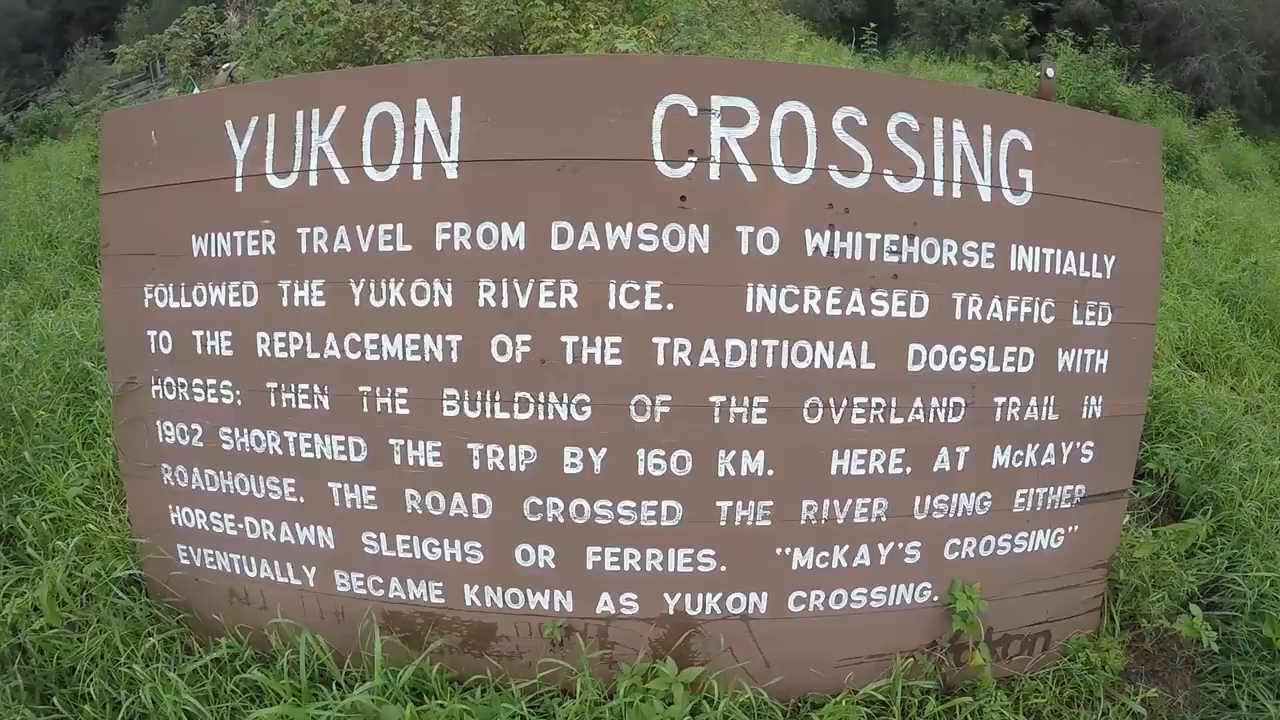 YUKON CROSSING
WINTER TRAVEL FROM DAWSON TO WHITEHORSE INITIALLY
FOLLOWED THE YUKON RIVER ICE. INCREASED TRAFFIC LED
TO THE REPLACEMENT OF THE TRADITIONAL DOGSLED WITH
HORSES; THEN THE BUILDING OF THE OVERLAND TRAIL IN
1902 SHORTENED THE TRIP BY 160 KM. HERE, AT McKAY'S
ROADHOUSE, THE ROAD CROSSED THE RIVER USING EITHER
HORSE-DRAWN SLEIGHS OR FERRIES. "McKAY'S CROSSING"
EVENTUALLY BECAME KNOWN AS YUKON CROSSING.